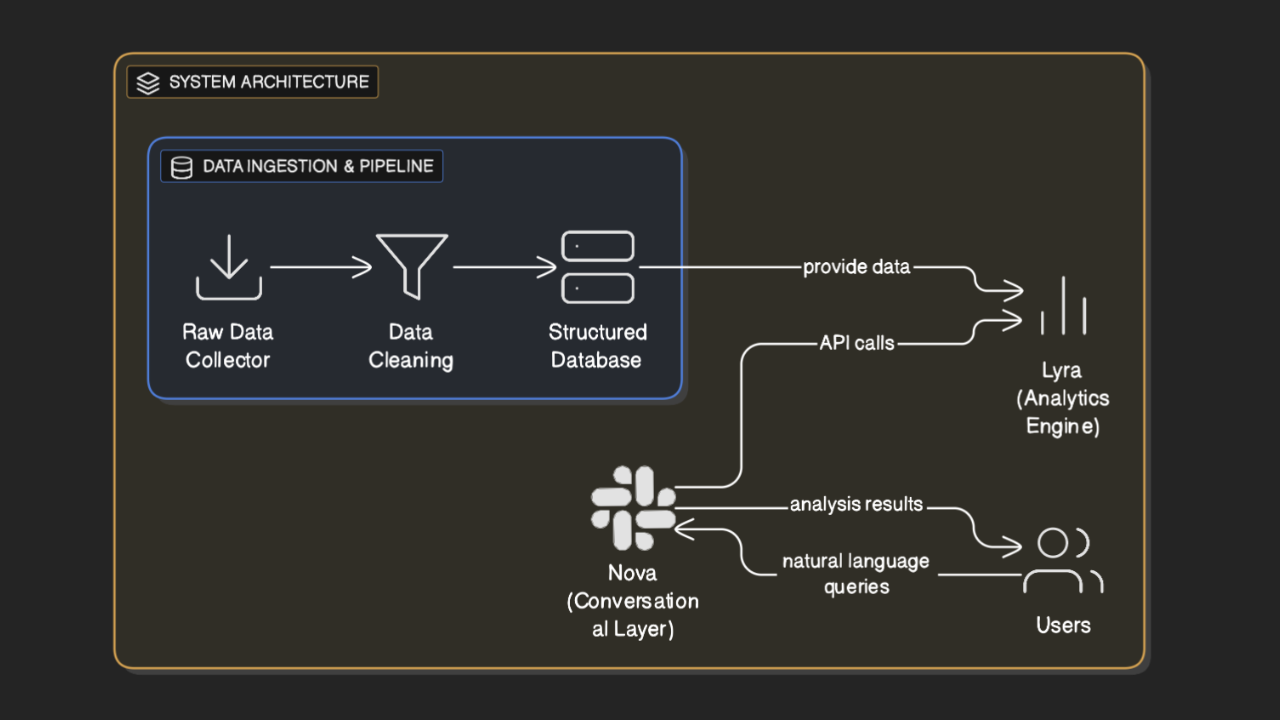 SYSTEM ARCHITECTURE
DATA INGESTION & PIPELINE
Raw Data
Collector
Data
Cleaning
Structured
Database
provide data
API calls
Lyra
(Analytics
Engine)
analysis results
natural language
queries
Nova
(Conversation
al Layer)
Users